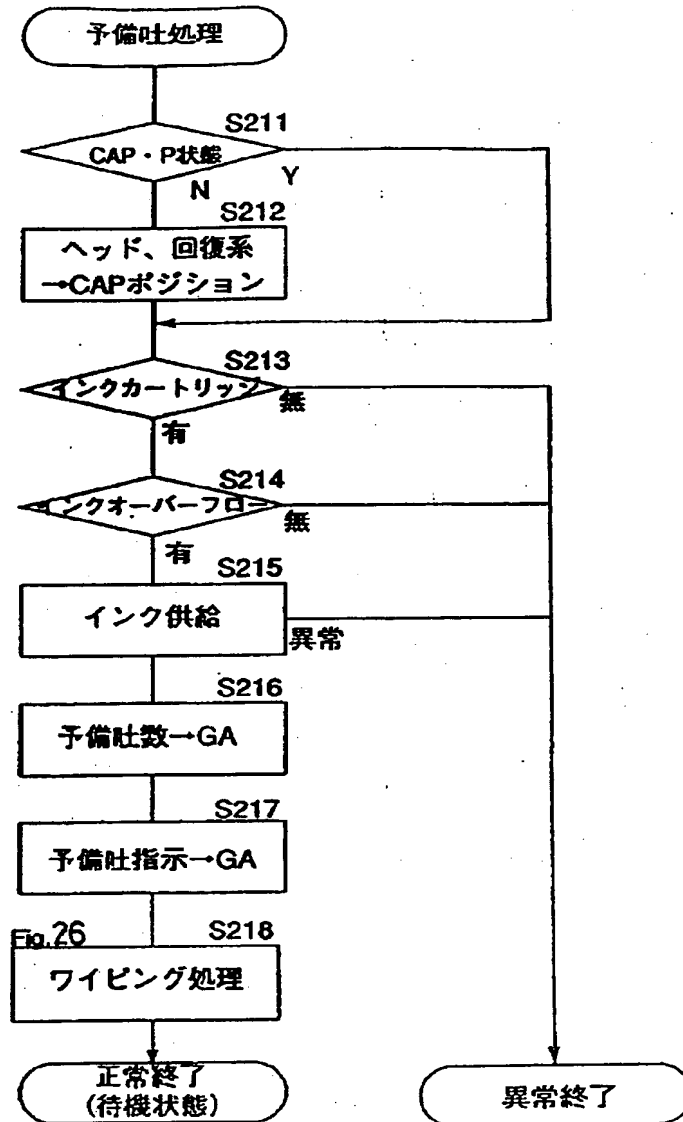 予備吐処理
S211
CAP・P状態
N
Y
S212
ヘッド、回復系
→CAPポジション
S213
インクカートリッジ
無
有
S214
インクオーバーフロー
無
有
S215
インク供給
異常
S216
予備吐数→GA
S217
予備吐指示→GA
Fig.26
S218
ワイピング処理
正常終了
(待機状態)
異常終了